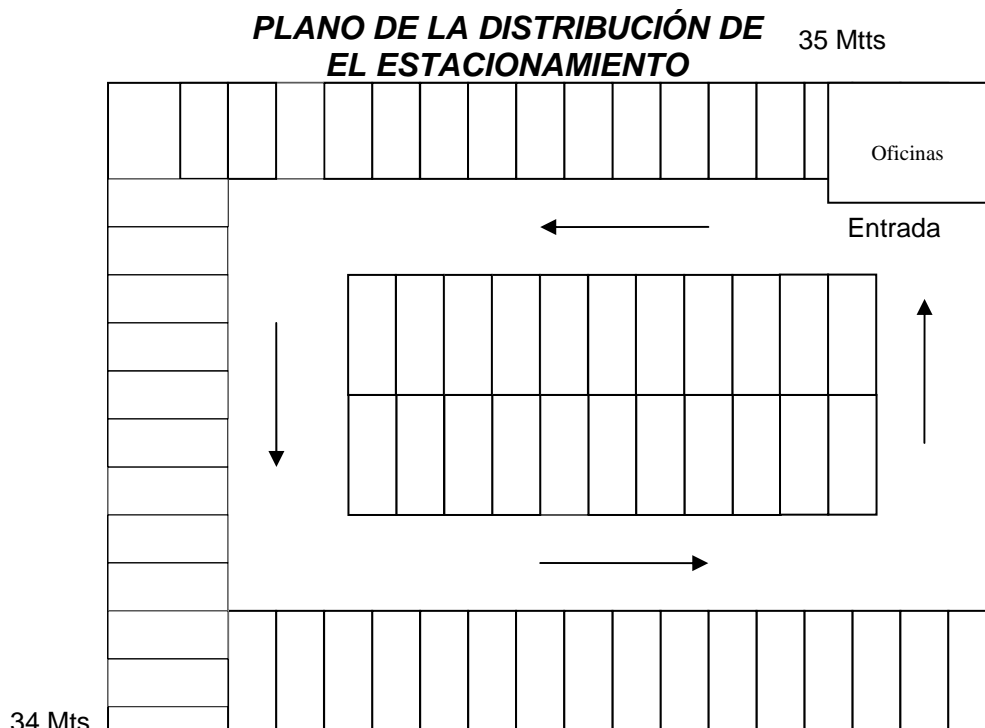 PLANO DE LA DISTRIBUCIÓN DE
EL ESTACIONAMIENTO
35 Mtts
Oficinas
Entrada
34 Mts